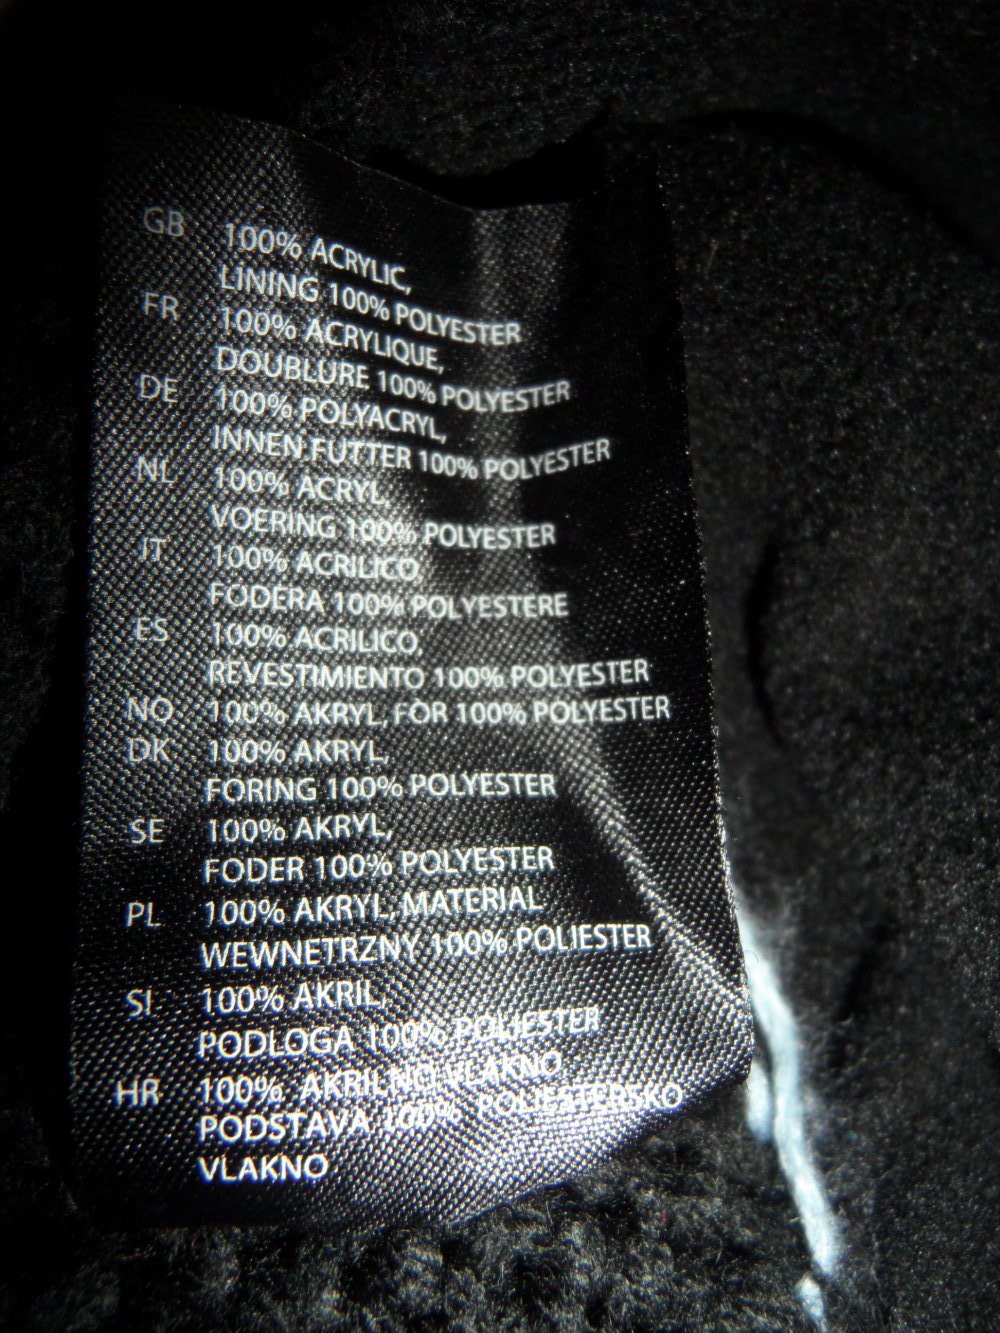 GB 100% ACRYLIC,
LINING 100% POLYESTER
FR 100% ACRYLIQUE,
DOUBLURE 100% POLYESTER
DE 100% POLYACRYL,
INNEN.FUTTER 100% POLYESTER
NL 100% ACRYL,
VOERING 100% POLYESTER
IT 100% ACRILICO,
FODERA 100% POLYESTERE
ES 100% ACRILICO,
REVESTIMIENTO 100% POLYESTER
NO 100% AKRYL, FOR 100% POLYESTER
DK 100% AKRYL,
FORING 100% POLYESTER
SE 100% AKRYL,
FODER 100% POLYESTER
PL 100% AKRYL, MATERIAL
WEWNETRZNY 100% POLIESTER
SI 100% AKRIL,
PODLOGA 100% POLIESTER
HR 100% AKRILNO VLAKNO
PODSTAVA 100% POLIESTERSKO
VLAKNO